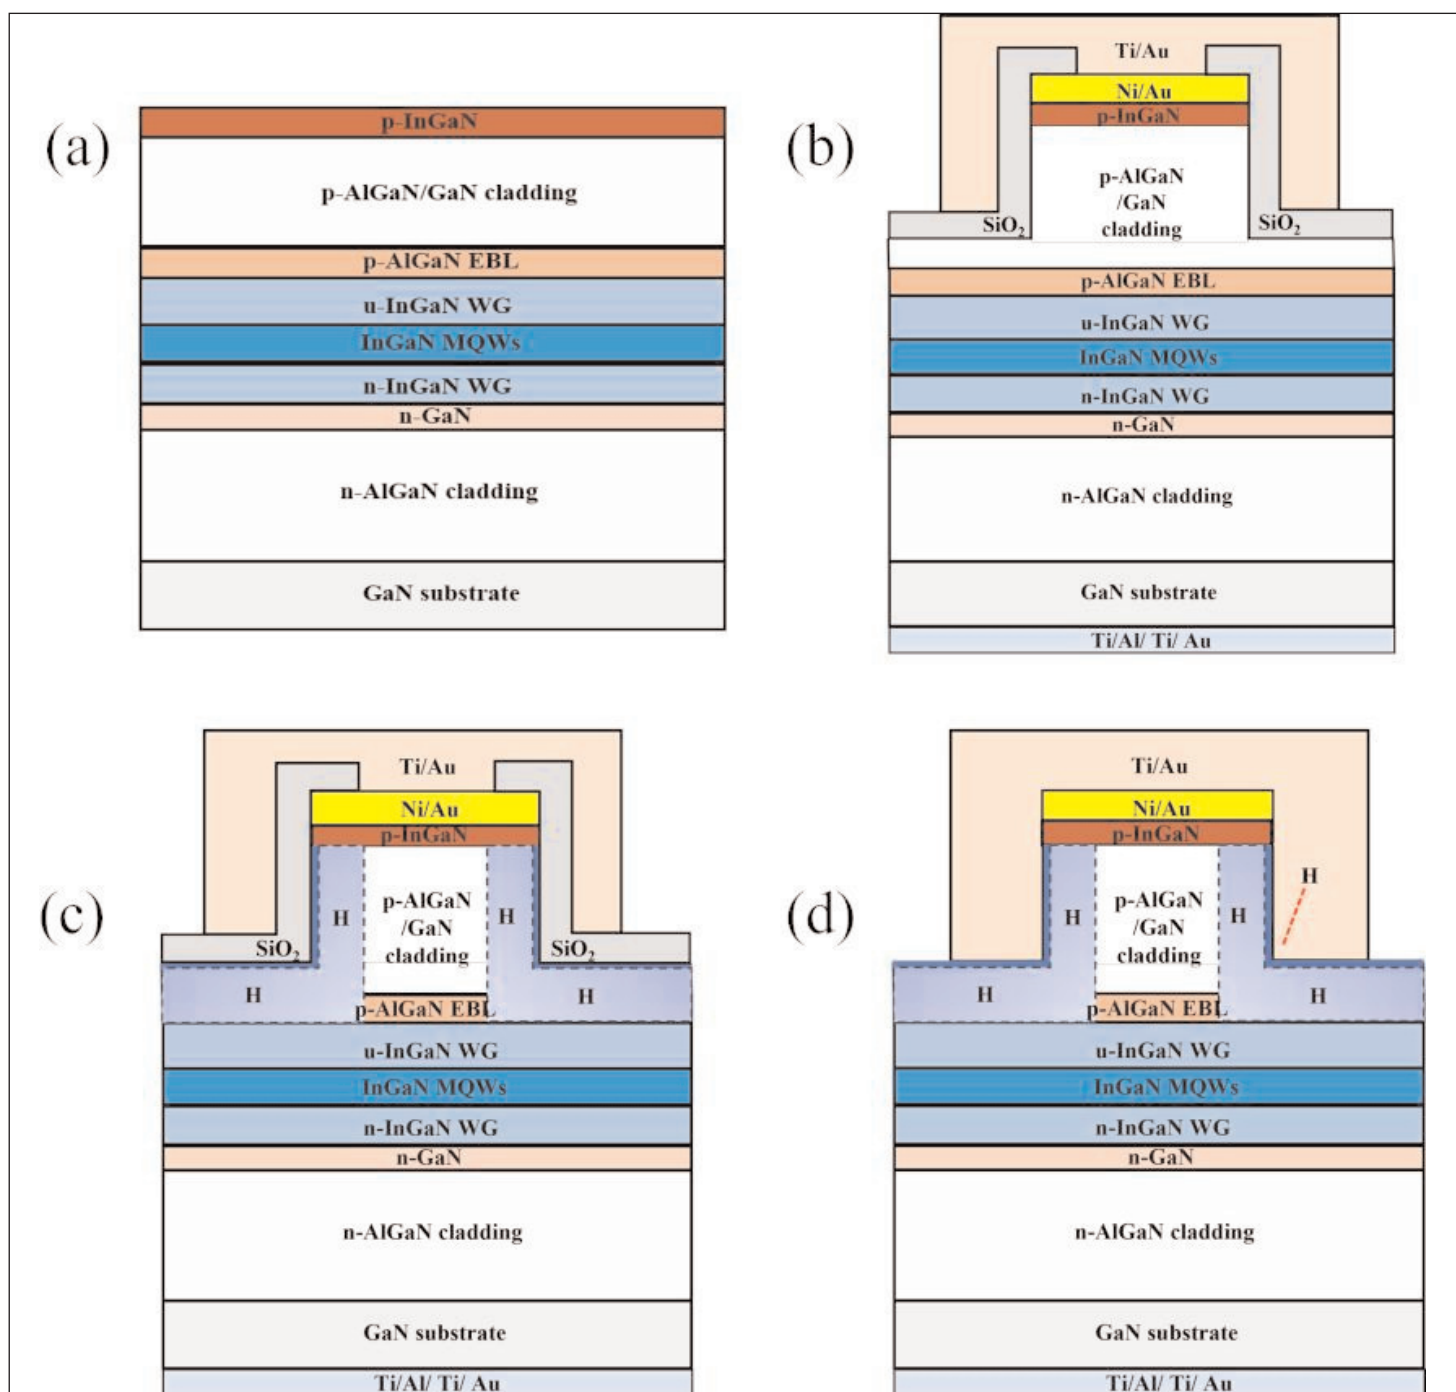 (a)
p-InGaN
p-AlGaN/GaN cladding
p-AlGaN EBL
u-InGaN WG
InGaN MQWs
n-InGaN WG
n-GaN
n-AlGaN cladding
GaN substrate
(b)
Ti/Au
Ni/Au
p-InGaN
p-AlGaN
/GaN
cladding
SiO₂
SiO₂
p-AlGaN EBL
u-InGaN WG
InGaN MQWs
n-InGaN WG
n-GaN
n-AlGaN cladding
GaN substrate
Ti/Al/ Ti/ Au
(c)
Ti/Au
Ni/Au
p-InGaN
H
p-AlGaN
/GaN
cladding
H
SiO₂
H
H
p-AlGaN EBL
u-InGaN WG
InGaN MQWs
n-InGaN WG
n-GaN
n-AlGaN cladding
GaN substrate
Ti/Al/ Ti/ Au
(d)
Ti/Au
Ni/Au
p-InGaN
H
p-AlGaN
/GaN
cladding
H
H
H
H
p-AlGaN EBL
u-InGaN WG
InGaN MQWs
n-InGaN WG
n-GaN
n-AlGaN cladding
GaN substrate
Ti/Al/ Ti/ Au